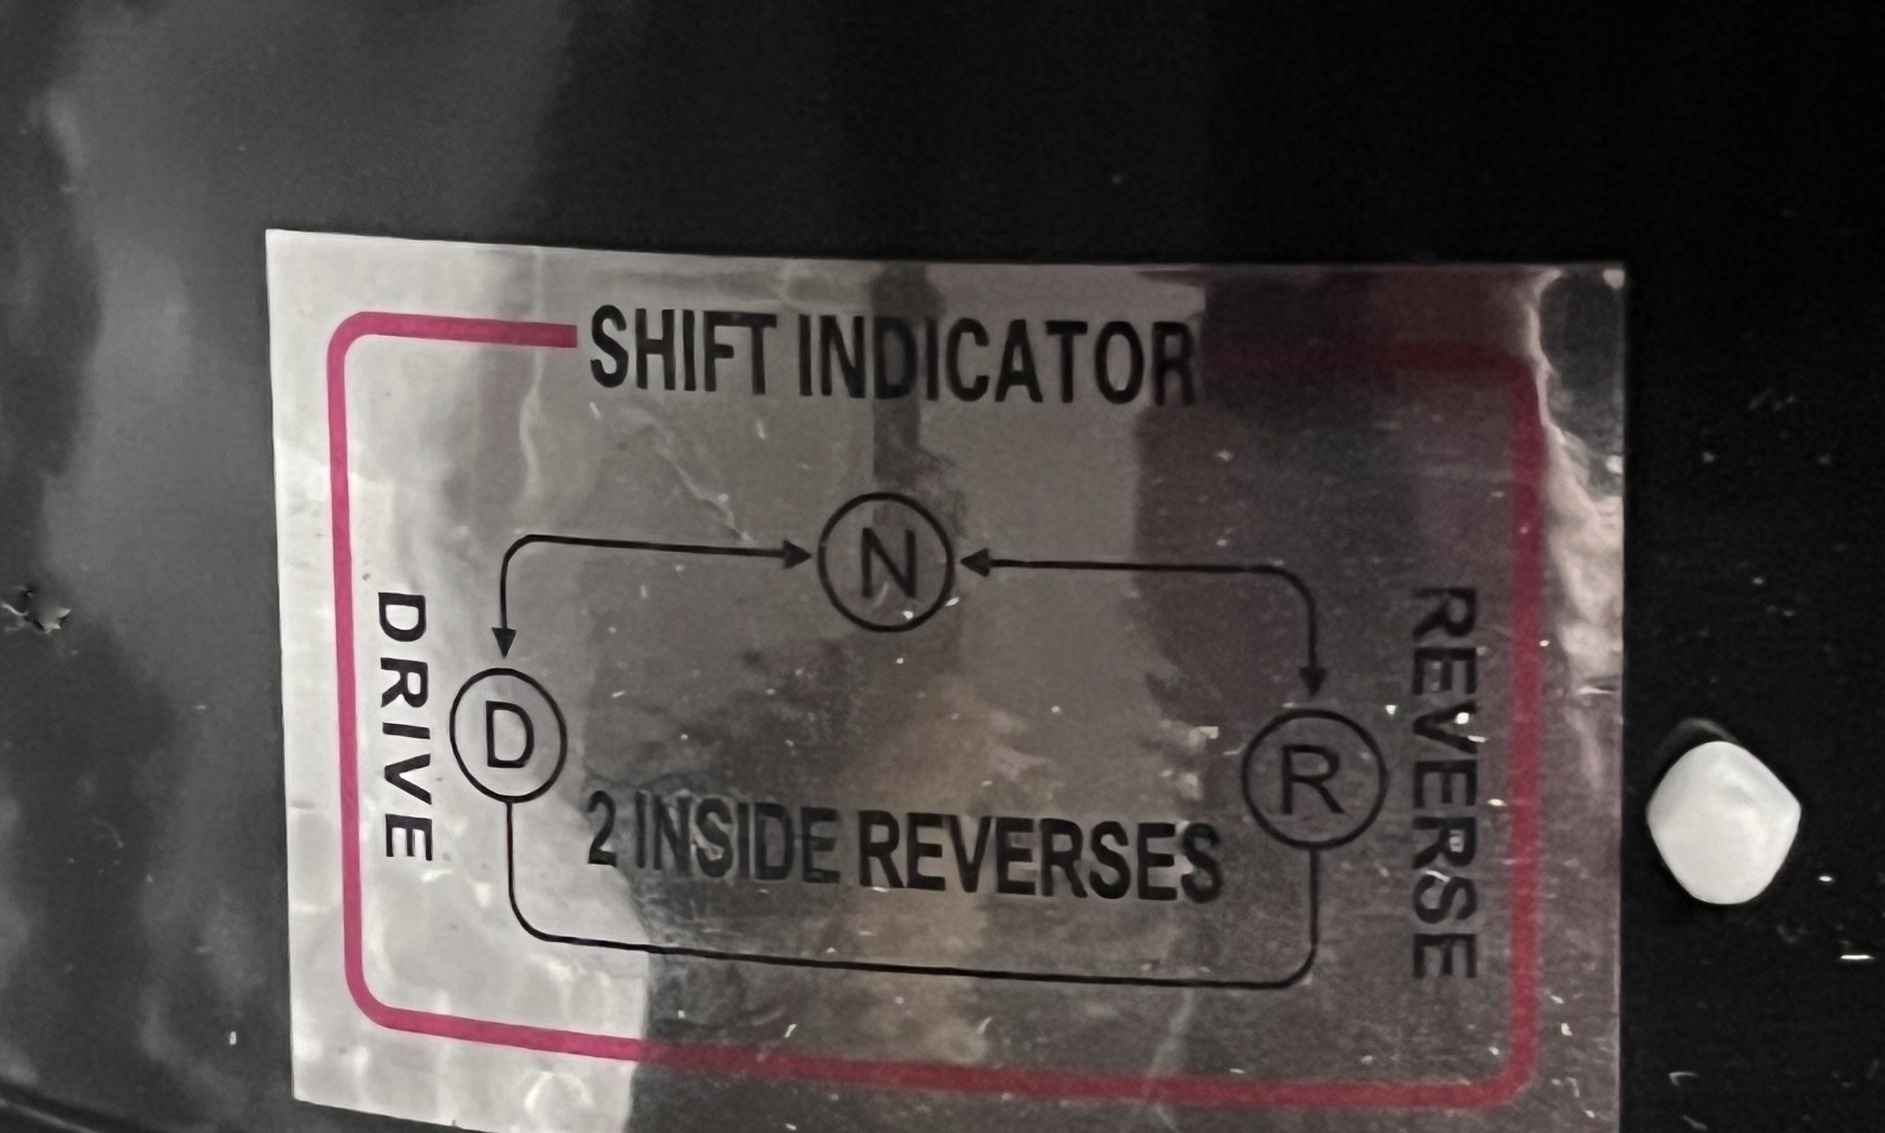 SHIFT INDICATOR
N
DRIVE
D
R
REVERSE
2 INSIDE REVERSES